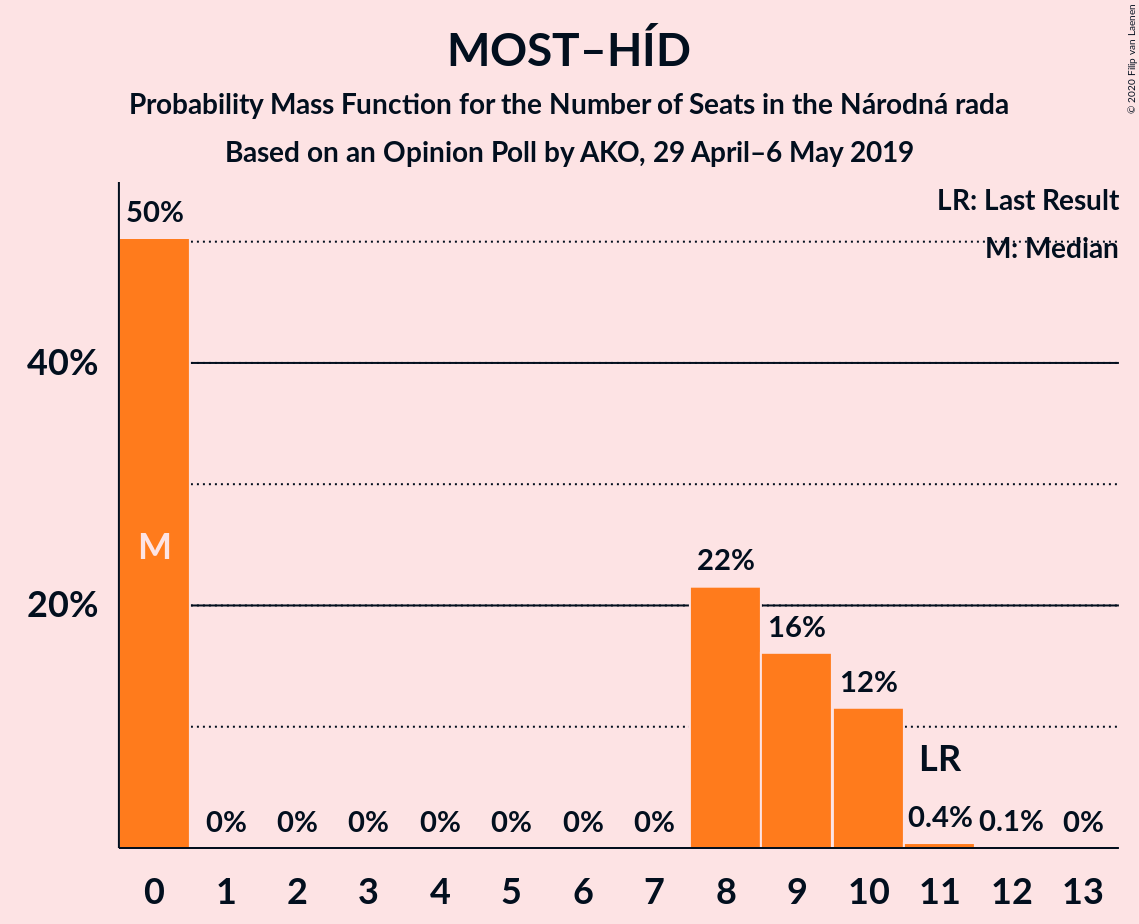 MOST–HÍD
Probability Mass Function for the Number of Seats in the Národná rada
Based on an Opinion Poll by AKO, 29 April–6 May 2019
© 2020 Filip van Laenen
LR: Last Result
M: Median
50%
40%
20%
M
22%
16%
12%
LR
0% 0% 0% 0% 0% 0% 0% 0.4% 0.1% 0%
0 1 2 3 4 5 6 7 8 9 10 11 12 13